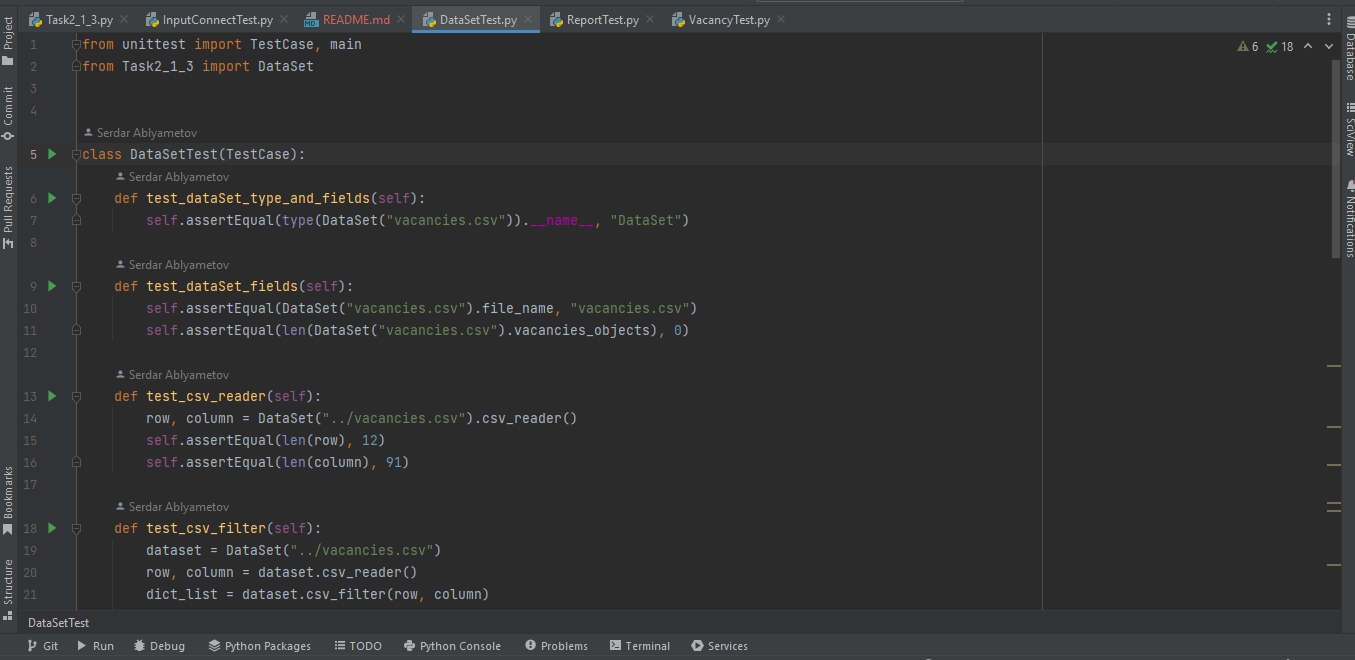 Task2_1_3.py InputConnectTest.py README.md DataSetTest.py ReportTest.py VacancyTest.py
Project
Commit
Pull Requests
Bookmarks
Structure
6 18
Database
SciView
Notifications
1 from unittest import TestCase, main
2 from Task2_1_3 import DataSet
3
4
Serdar Ablyametov
5 class DataSetTest(TestCase):
Serdar Ablyametov
6 def test_dataSet_type_and_fields(self):
7 self.assertEqual(type(DataSet("vacancies.csv")).__name__, "DataSet")
8
Serdar Ablyametov
9 def test_dataSet_fields(self):
10 self.assertEqual(DataSet("vacancies.csv").file_name, "vacancies.csv")
11 self.assertEqual(len(DataSet("vacancies.csv").vacancies_objects), 0)
12
Serdar Ablyametov
13 def test_csv_reader(self):
14 row, column = DataSet("../vacancies.csv").csv_reader()
15 self.assertEqual(len(row), 12)
16 self.assertEqual(len(column), 91)
17
Serdar Ablyametov
18 def test_csv_filter(self):
19 dataset = DataSet("../vacancies.csv")
20 row, column = dataset.csv_reader()
21 dict_list = dataset.csv_filter(row, column)
DataSetTest
Git Run Debug Python Packages TODO Python Console Problems Terminal Services